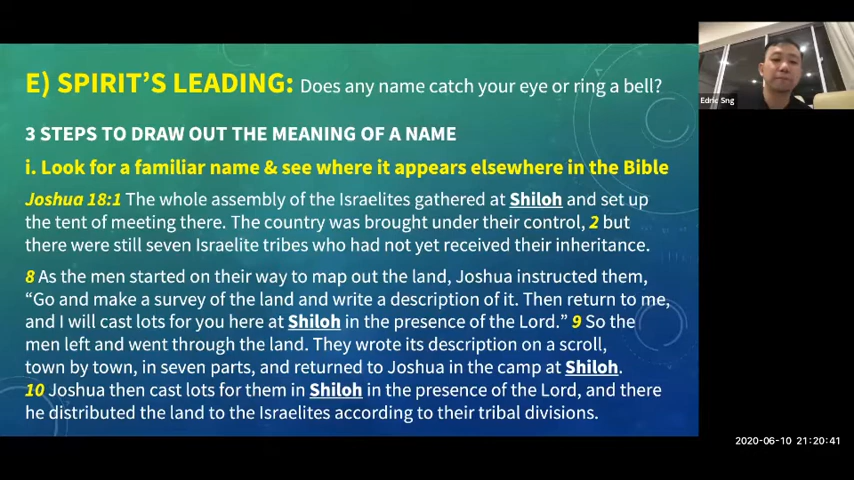 E) SPIRIT'S LEADING: Does any name catch your eye or ring a bell?
3 STEPS TO DRAW OUT THE MEANING OF A NAME
i. Look for a familiar name & see where it appears elsewhere in the Bible
Joshua 18:1 The whole assembly of the Israelites gathered at Shiloh and set up
the tent of meeting there. The country was brought under their control, 2 but
there were still seven Israelite tribes who had not yet received their inheritance.
8 As the men started on their way to map out the land, Joshua instructed them,
“Go and make a survey of the land and write a description of it. Then return to me,
and I will cast lots for you here at Shiloh in the presence of the Lord.” 9 So the
men left and went through the land. They wrote its description on a scroll,
town by town, in seven parts, and returned to Joshua in the camp at Shiloh.
10 Joshua then cast lots for them in Shiloh in the presence of the Lord, and there
he distributed the land to the Israelites according to their tribal divisions.
Edric Sng
2020-06-10 21:20:41